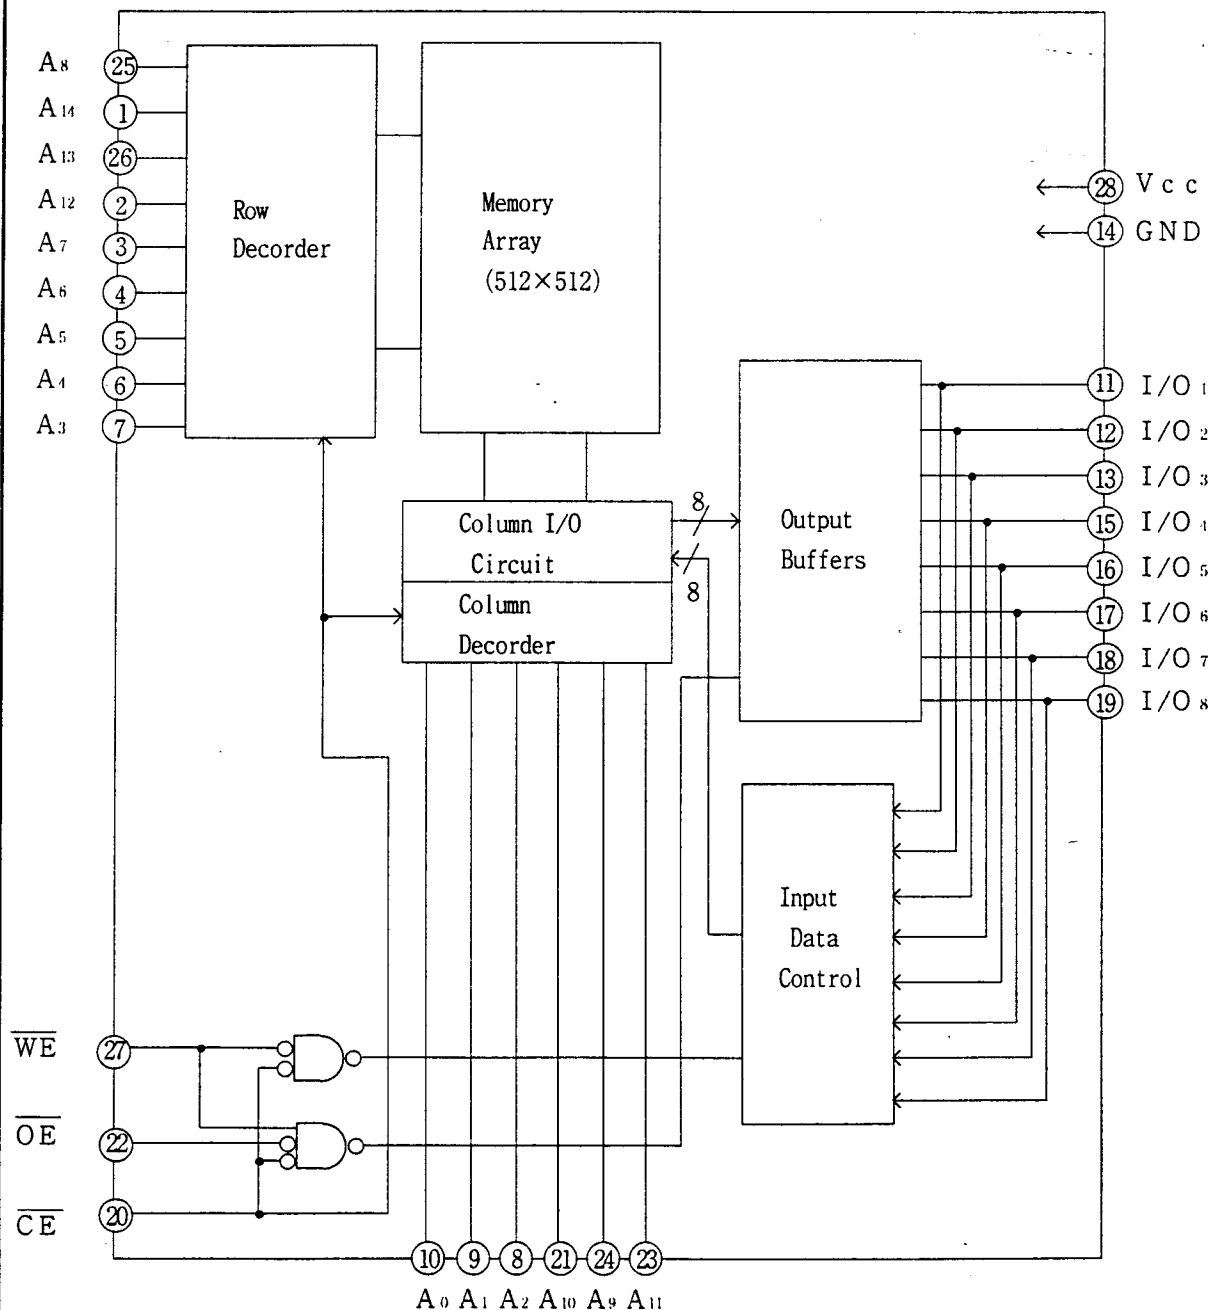 A8 25
A14 1
A13 26
A12 2
A7 3
A6 4
A5 5
A4 6
A3 7
Row
Decorder
Memory
Array
(512×512)
28 Vcc
14 GND
Column I/O
Circuit
Column
Decorder
8
8
Output
Buffers
11 I/O1
12 I/O2
13 I/O3
15 I/O4
16 I/O5
17 I/O6
18 I/O7
19 I/O8
Input
Data
Control
W̅E̅ 27
O̅E̅ 22
C̅E̅ 20
10 9 8 21 24 23
A0 A1 A2 A10 A9 A11